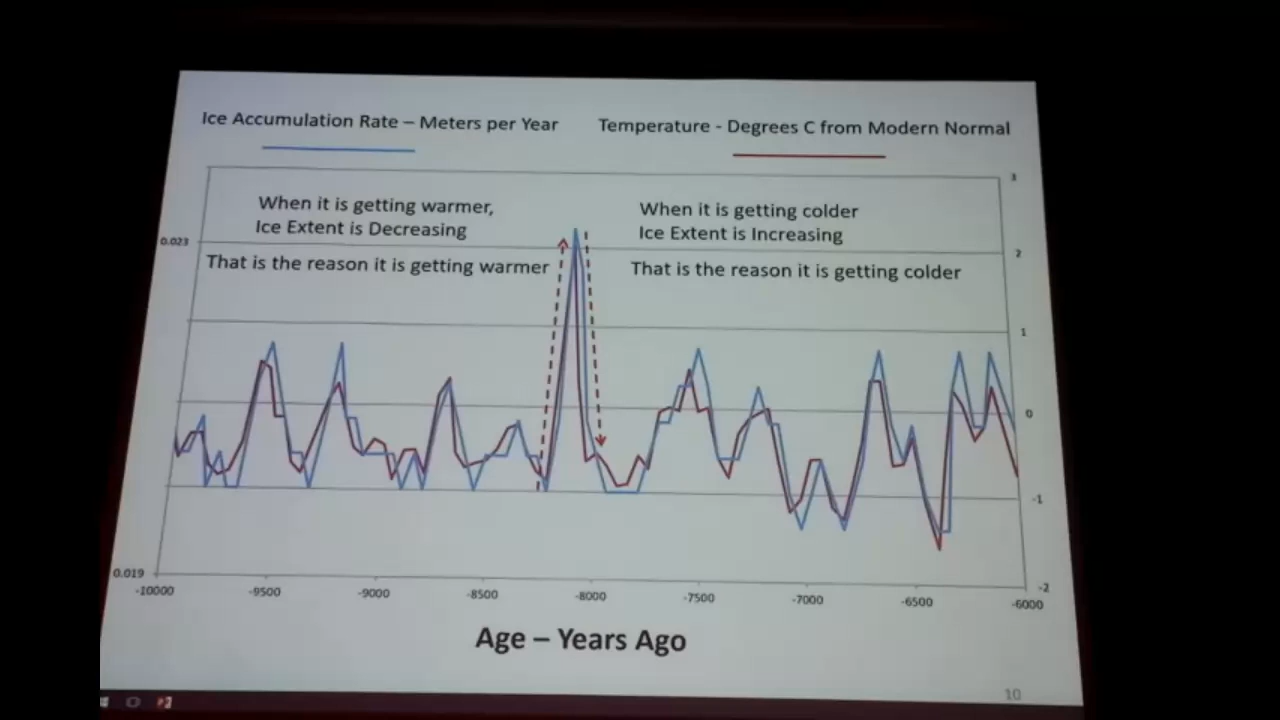 Ice Accumulation Rate – Meters per Year
Temperature - Degrees C from Modern Normal
When it is getting warmer,
Ice Extent is Decreasing
That is the reason it is getting warmer
When it is getting colder
Ice Extent is Increasing
That is the reason it is getting colder
0.023
0.019
3
2
1
0
-1
-2
-10000
-9500
-9000
-8500
-8000
-7500
-7000
-6500
-6000
Age – Years Ago
10